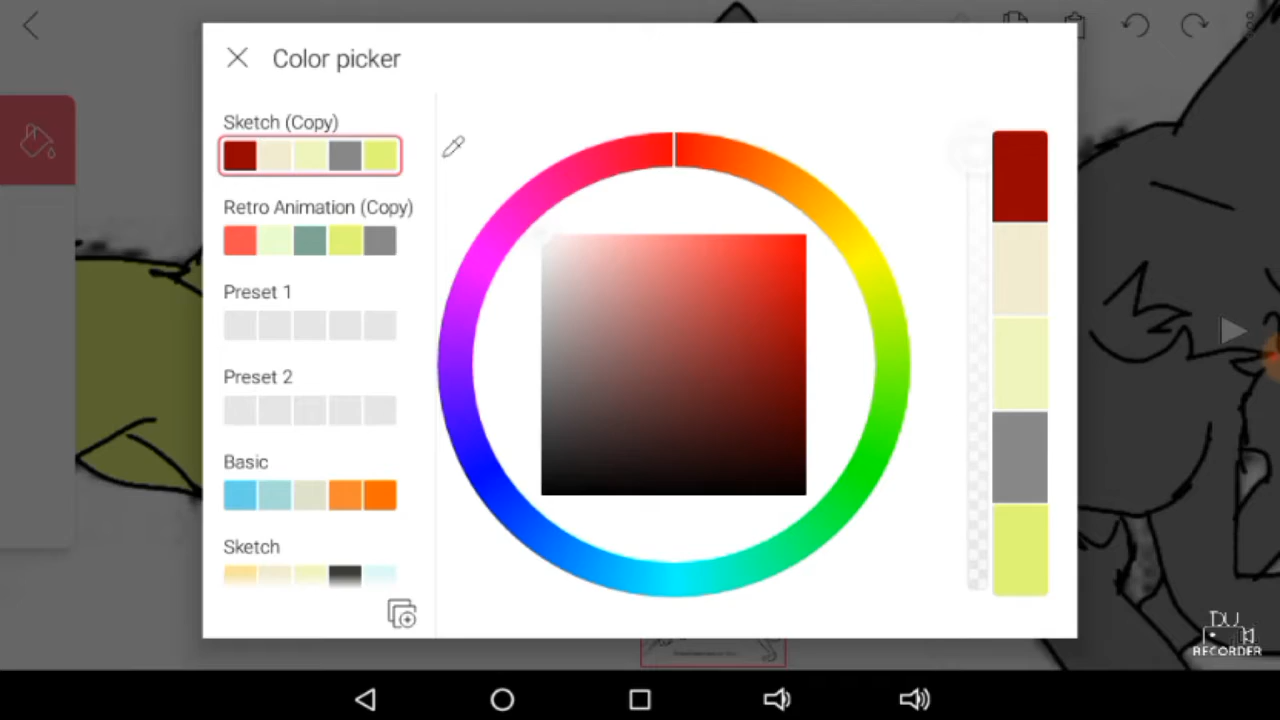 Color picker
Sketch (Copy)
Retro Animation (Copy)
Preset 1
Preset 2
Basic
Sketch
DU
RECORDER